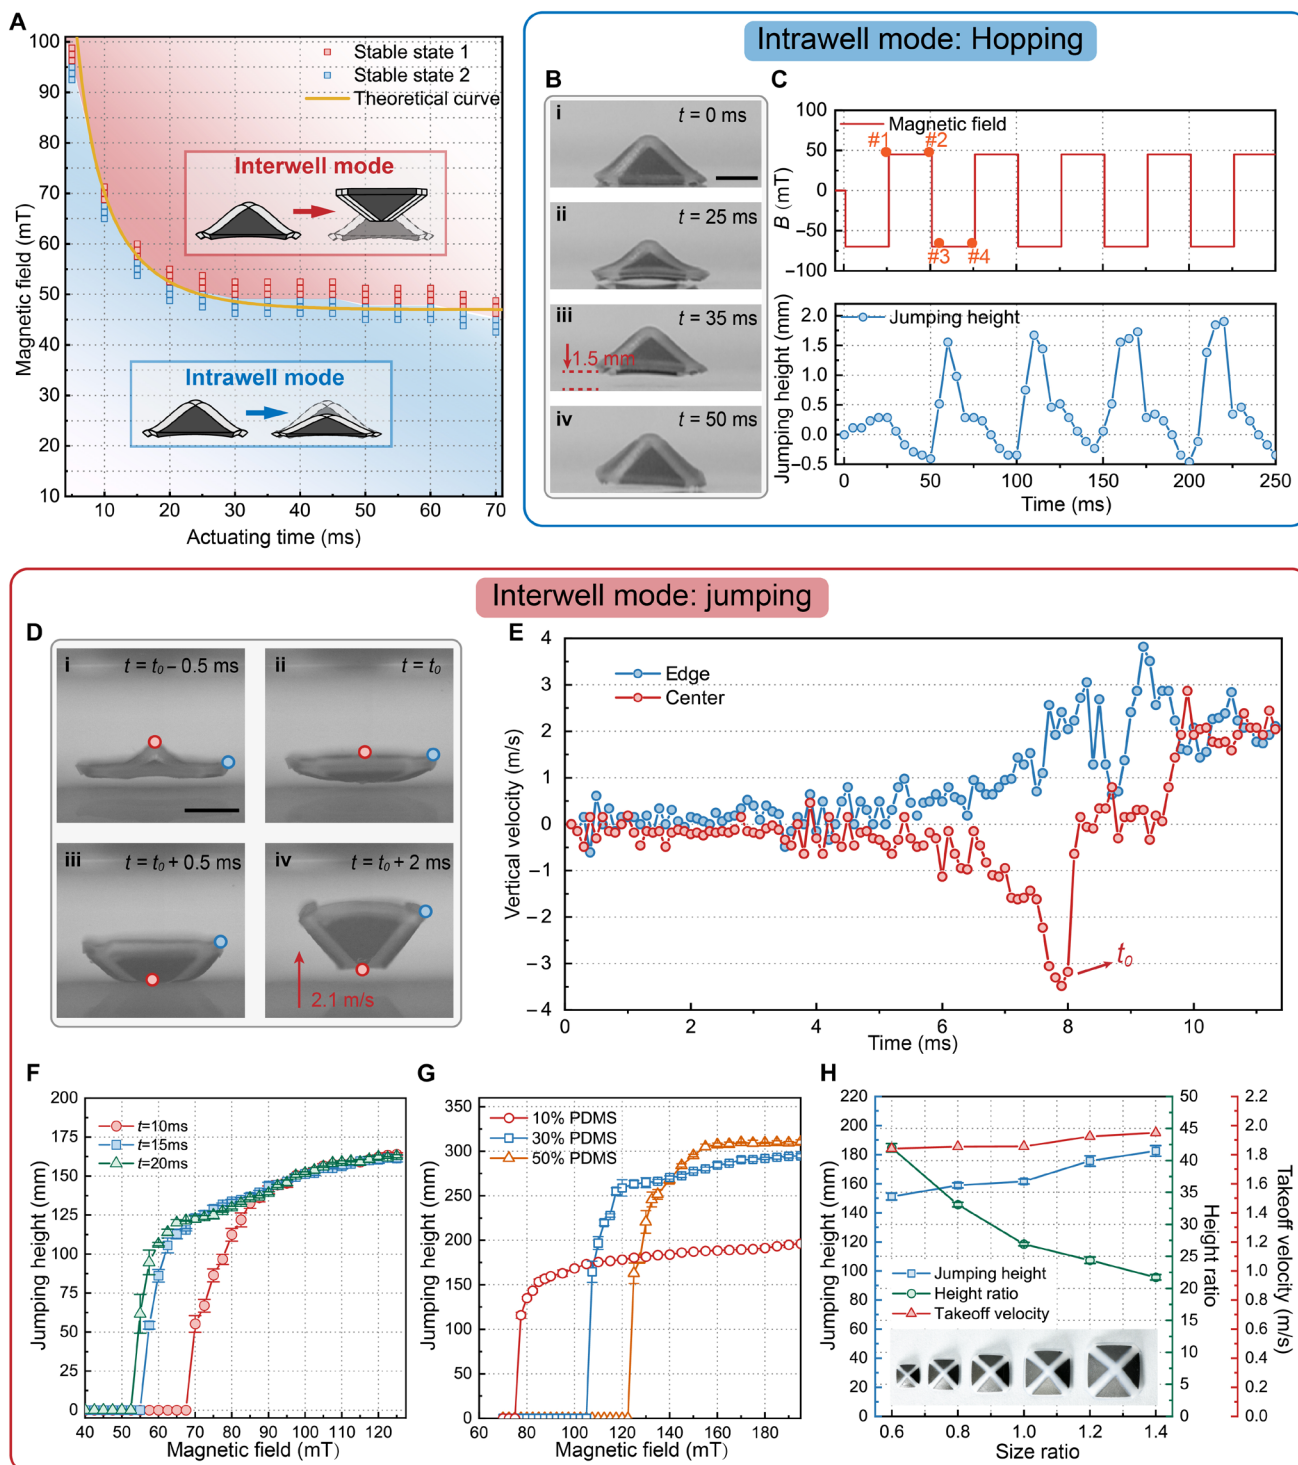 A
100
90
80
70
60
50
40
30
20
10
Magnetic field (mT)
Stable state 1
Stable state 2
Theoretical curve
Interwell mode
Intrawell mode
10
20
30
40
50
60
70
Actuating time (ms)
Intrawell mode: Hopping
B
i
t = 0 ms
ii
t = 25 ms
iii
t = 35 ms
1.5 mm
iv
t = 50 ms
C
100
50
0
−50
−100
B (mT)
Magnetic field
#1
#2
#3
#4
2.0
1.5
1.0
0.5
0.0
−0.5
Jumping height (mm)
Jumping height
0
50
100
150
200
250
Time (ms)
Interwell mode: jumping
D
i
t = t0 − 0.5 ms
ii
t = t0
iii
t = t0 + 0.5 ms
iv
t = t0 + 2 ms
2.1 m/s
E
4
3
2
1
0
−1
−2
−3
−4
Vertical velocity (m/s)
Edge
Center
t0
0
2
4
6
8
10
Time (ms)
F
200
175
150
125
100
75
50
25
0
Jumping height (mm)
t=10ms
t=15ms
t=20ms
40
50
60
70
80
90
100
110
120
Magnetic field (mT)
G
350
300
250
200
150
100
50
0
Jumping height (mm)
10% PDMS
30% PDMS
50% PDMS
60
80
100
120
140
160
180
Magnetic field (mT)
H
220
200
180
160
140
120
100
80
60
40
20
0
Jumping height (mm)
Jumping height
Height ratio
Takeoff velocity
0.6
0.8
1.0
1.2
1.4
Size ratio
50
45
40
35
30
25
20
15
10
5
0
Height ratio
2.2
2.0
1.8
1.6
1.4
1.2
1.0
0.8
0.6
0.4
0.2
0.0
Takeoff velocity (m/s)